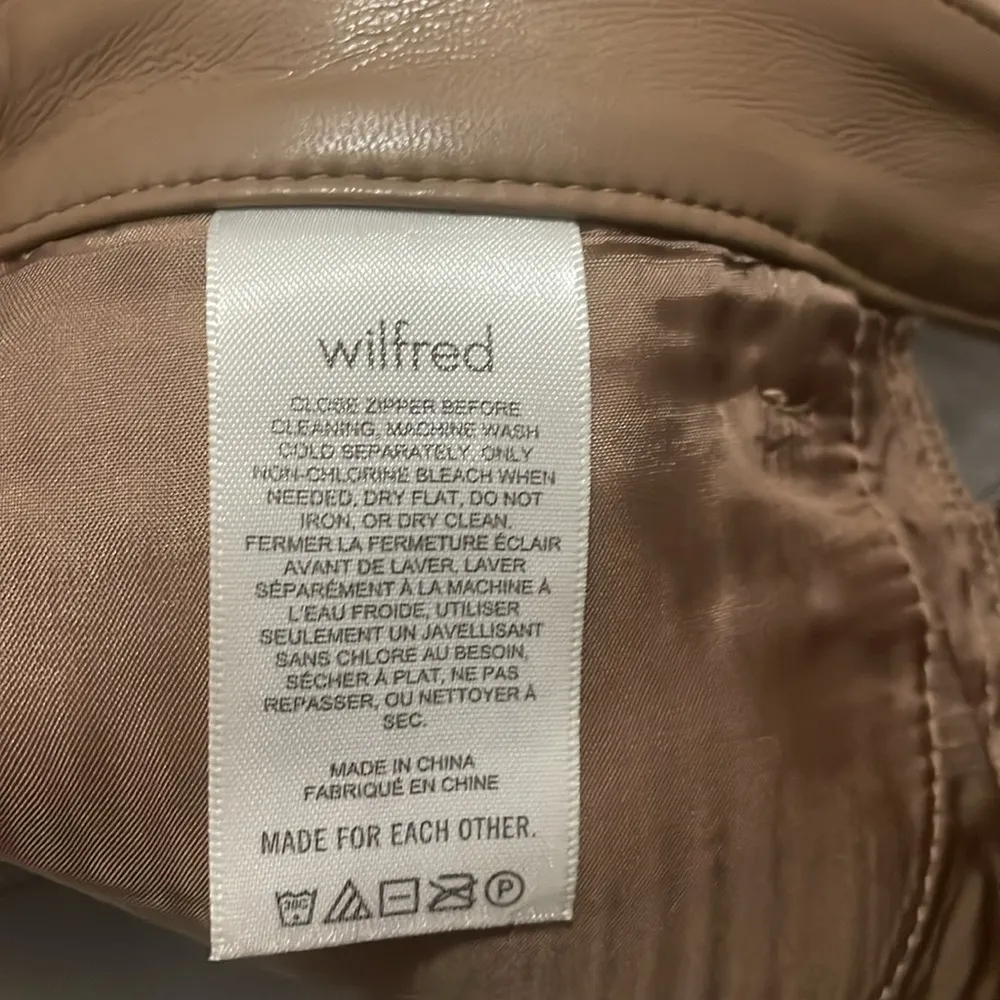 wilfred
CLOSE ZIPPER BEFORE
CLEANING, MACHINE WASH
COLD SEPARATELY, ONLY
NON-CHLORINE BLEACH WHEN
NEEDED, DRY FLAT, DO NOT
IRON, OR DRY CLEAN.
FERMER LA FERMETURE ÉCLAIR
AVANT DE LAVER, LAVER
SÉPARÉMENT À LA MACHINE À
L'EAU FROIDE, UTILISER
SEULEMENT UN JAVELLISANT
SANS CHLORE AU BESOIN,
SÉCHER À PLAT, NE PAS
REPASSER, OU NETTOYER À
SEC.
MADE IN CHINA
FABRIQUÉ EN CHINE
MADE FOR EACH OTHER.
30C P